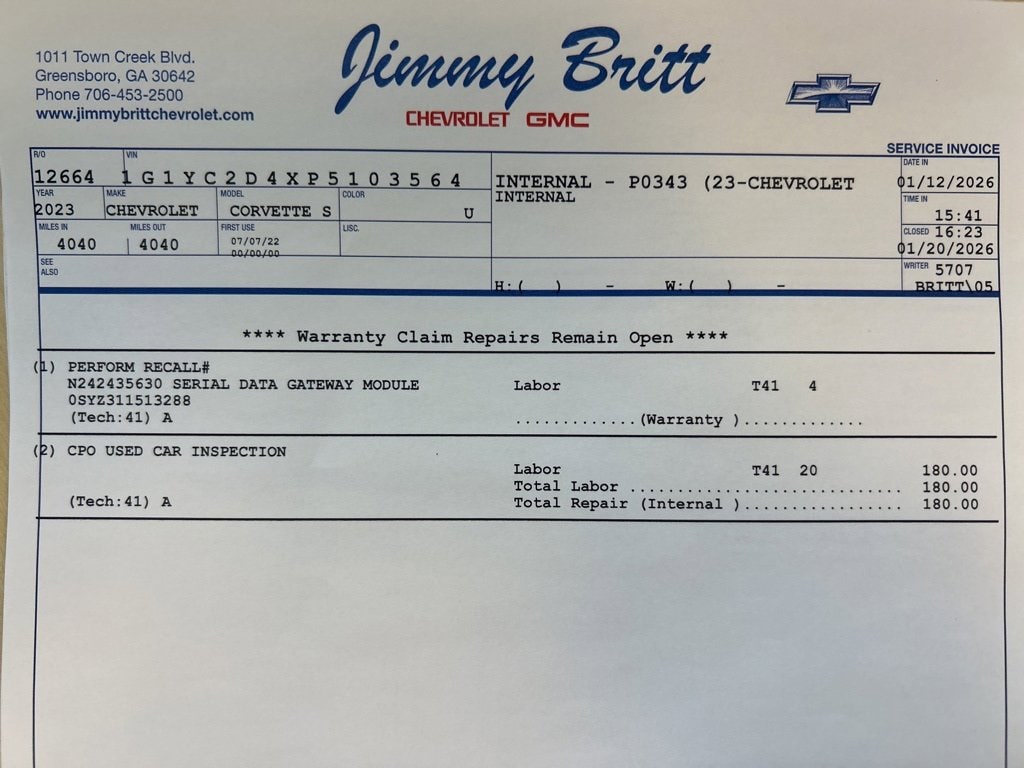 1011 Town Creek Blvd.
Greensboro, GA 30642
Phone 706-453-2500
www.jimmybrittchevrolet.com
Jimmy Britt
CHEVROLET GMC
SERVICE INVOICE
R/O VIN DATE IN
12664 1G1YC2D4XP5103564 INTERNAL - P0343 (23-CHEVROLET 01/12/2026
INTERNAL
YEAR MAKE MODEL COLOR TIME IN
2023 CHEVROLET CORVETTE S U 15:41
MILES IN MILES OUT FIRST USE LISC. CLOSED 16:23
4040 4040 07/07/22 01/20/2026
00/00/00
SEE ALSO WRITER 5707
H:( ) - W:( ) - BRITT\05
**** Warranty Claim Repairs Remain Open ****
(1) PERFORM RECALL#
N242435630 SERIAL DATA GATEWAY MODULE Labor T41 4
0SYZ311513288
(Tech:41) A .............(Warranty ).............
(2) CPO USED CAR INSPECTION
Labor T41 20 180.00
Total Labor ............................. 180.00
(Tech:41) A Total Repair (Internal ).................. 180.00